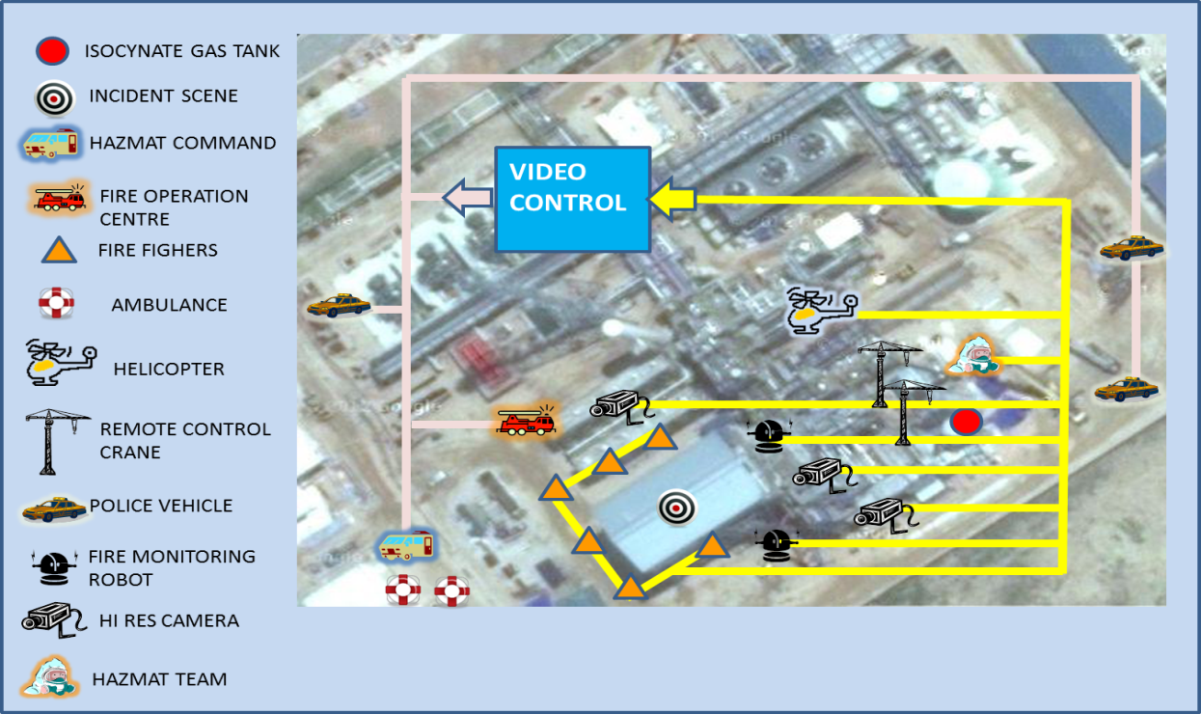 ISOCYNATE GAS TANK
INCIDENT SCENE
HAZMAT COMMAND
FIRE OPERATION
CENTRE
FIRE FIGHERS
AMBULANCE
HELICOPTER
REMOTE CONTROL
CRANE
POLICE VEHICLE
FIRE MONITORING
ROBOT
HI RES CAMERA
HAZMAT TEAM
VIDEO
CONTROL